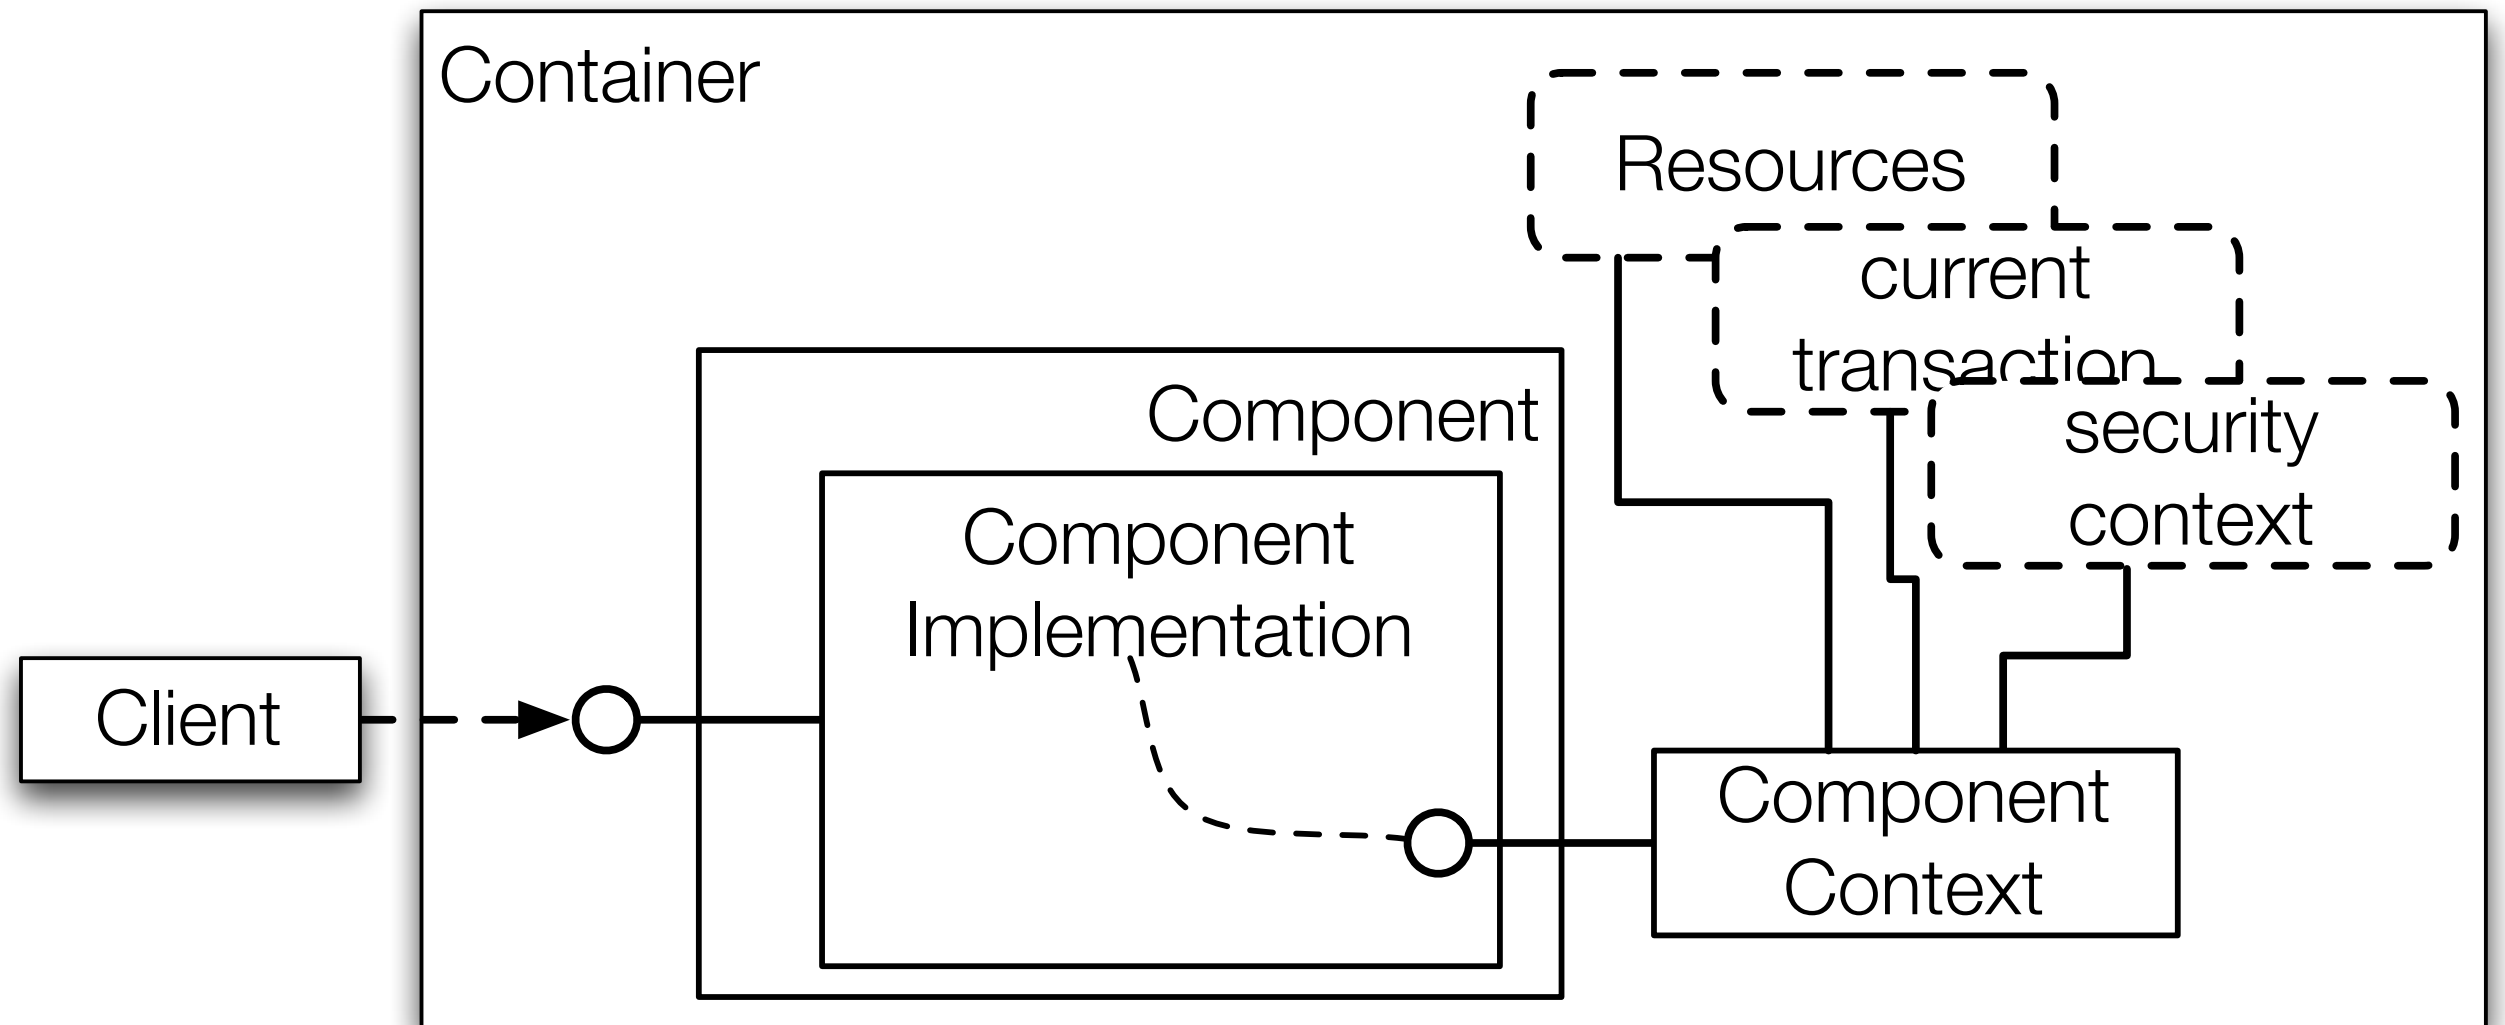 Container
Resources
current
transaction
security
context
Component
Component
Implementation
Client
Component
Context